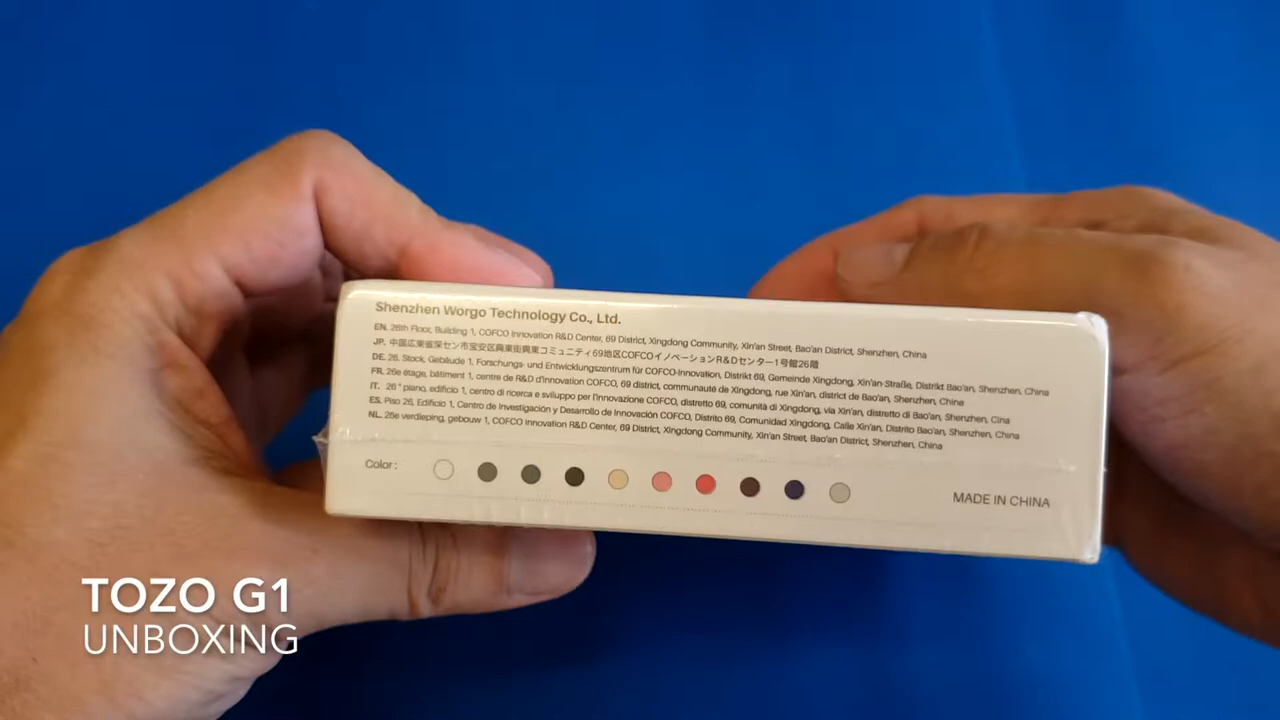 Shenzhen Worgo Technology Co., Ltd.
EN. 26th Floor, Building 1, COFCO Innovation R&D Center, 69 District, Xingdong Community, Xin'an Street, Bao'an District, Shenzhen, China
JP. 中国広東省深セン市宝安区興東街興東コミュニティ69地区COFCOイノベーションR&Dセンター1号館26階
DE. 26. Stock, Gebäude 1, Forschungs- und Entwicklungszentrum für COFCO-Innovation, Distrikt 69, Gemeinde Xingdong, Xin'an-Straße, Distrikt Bao'an, Shenzhen, China
FR. 26e étage, bâtiment 1, centre de R&D d'innovation COFCO, 69 district, communauté de Xingdong, rue Xin'an, district de Bao'an, Shenzhen, China
IT. 26 ° piano, edificio 1, centro di ricerca e sviluppo per l'innovazione COFCO, distretto 69, comunità di Xingdong, via Xin'an, distretto di Bao'an, Shenzhen, Cina
ES. Piso 26, Edificio 1, Centro de Investigación y Desarrollo de Innovación COFCO, Distrito 69, Comunidad Xingdong, Calle Xin'an, Distrito Bao'an, Shenzhen, China
NL. 26e verdieping, gebouw 1, COFCO Innovation R&D Center, 69 District, Xingdong Community, Xin'an Street, Bao'an District, Shenzhen, China
Color:
MADE IN CHINA
TOZO G1
UNBOXING